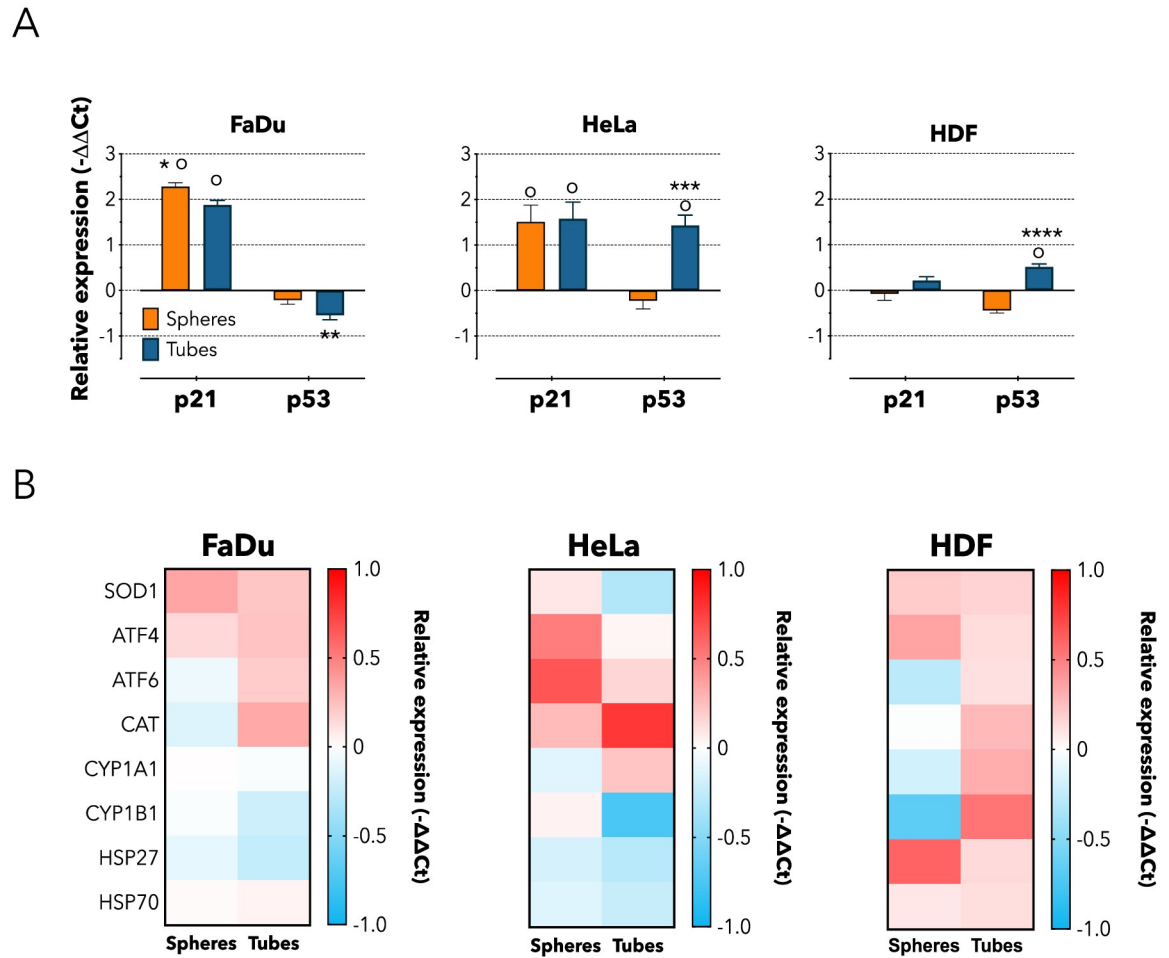 A
FaDu
HeLa
HDF
Relative expression (-ΔΔCt)
3
2
1
0
-1
* O
O
**
Spheres
Tubes
p21
p53
3
2
1
0
-1
O
O
***
O
p21
p53
3
2
1
0
-1
****
O
p21
p53
B
FaDu
HeLa
HDF
SOD1
ATF4
ATF6
CAT
CYP1A1
CYP1B1
HSP27
HSP70
Spheres Tubes
1.0
0.5
0
-0.5
-1.0
Relative expression (-ΔΔCt)
Spheres Tubes
1.0
0.5
0
-0.5
-1.0
Relative expression (-ΔΔCt)
Spheres Tubes
1.0
0.5
0
-0.5
-1.0
Relative expression (-ΔΔCt)